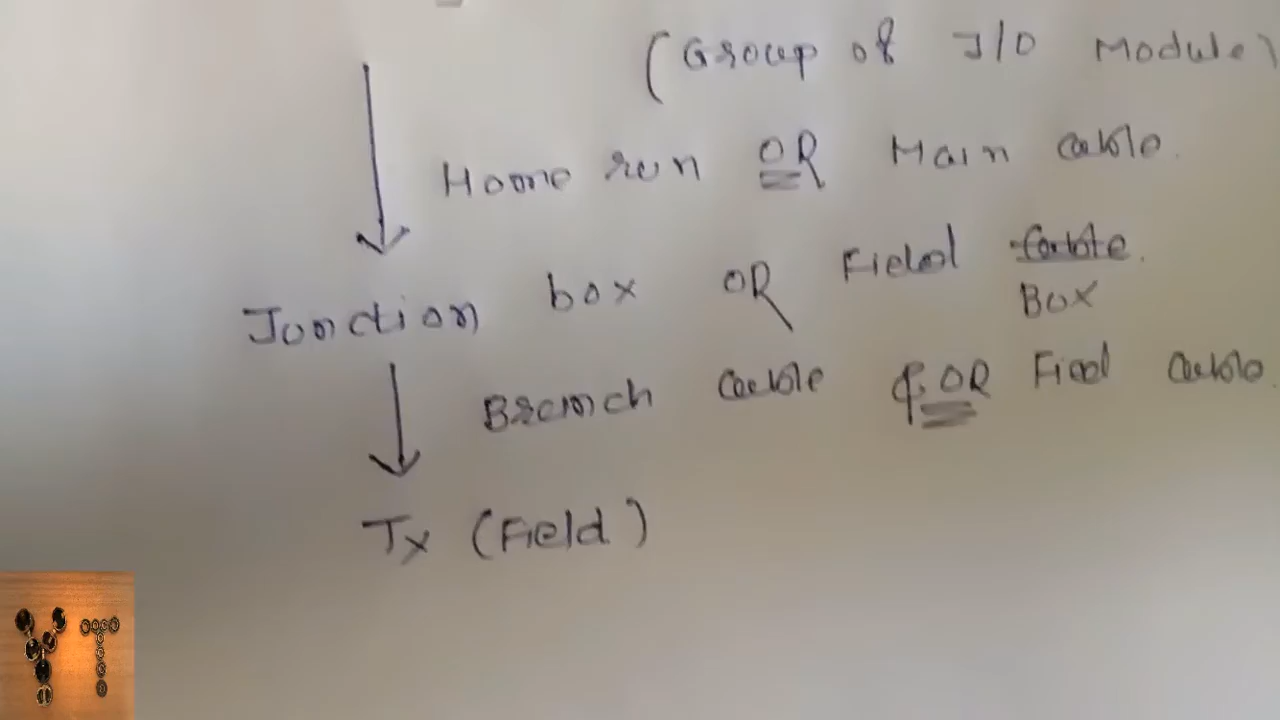 (Group of I/O Module)
Home run OR Main cable.
Junction box OR Field cable.
Box
Branch cable OR Field cable.
Tx (Field)
YT